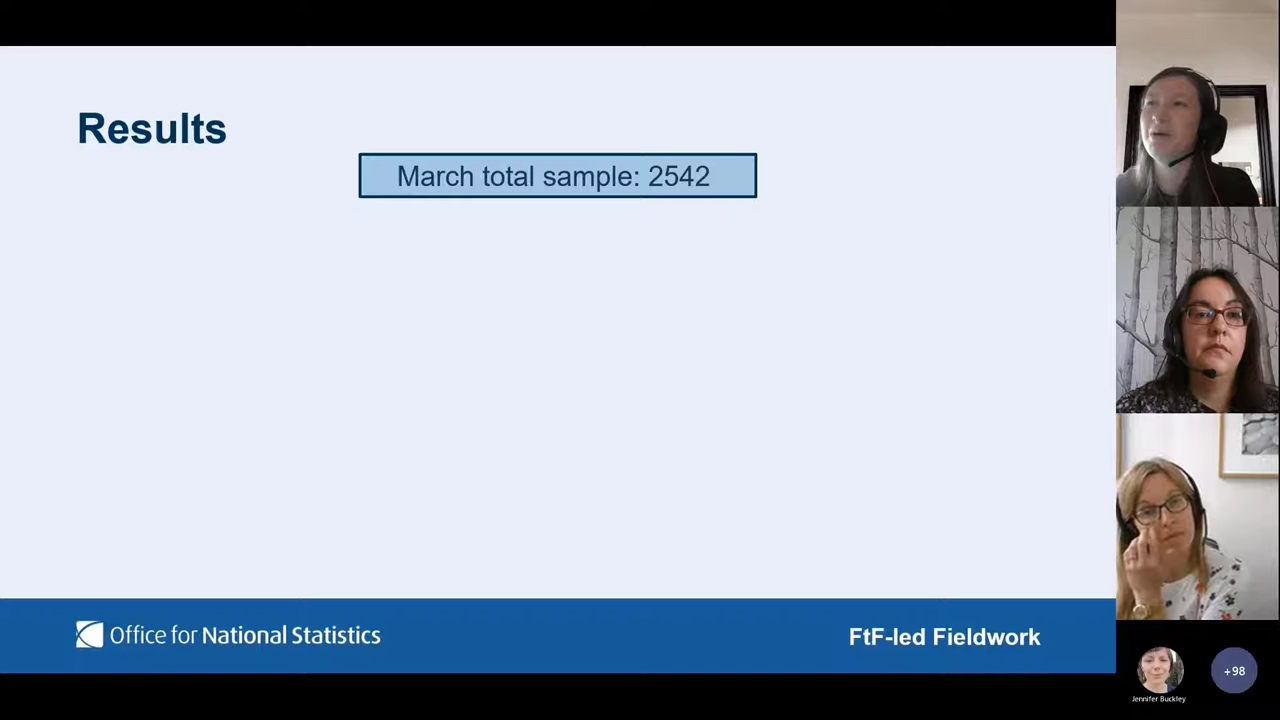 Results
March total sample: 2542
Office for National Statistics
FtF-led Fieldwork
Jennifer Buckley
+98